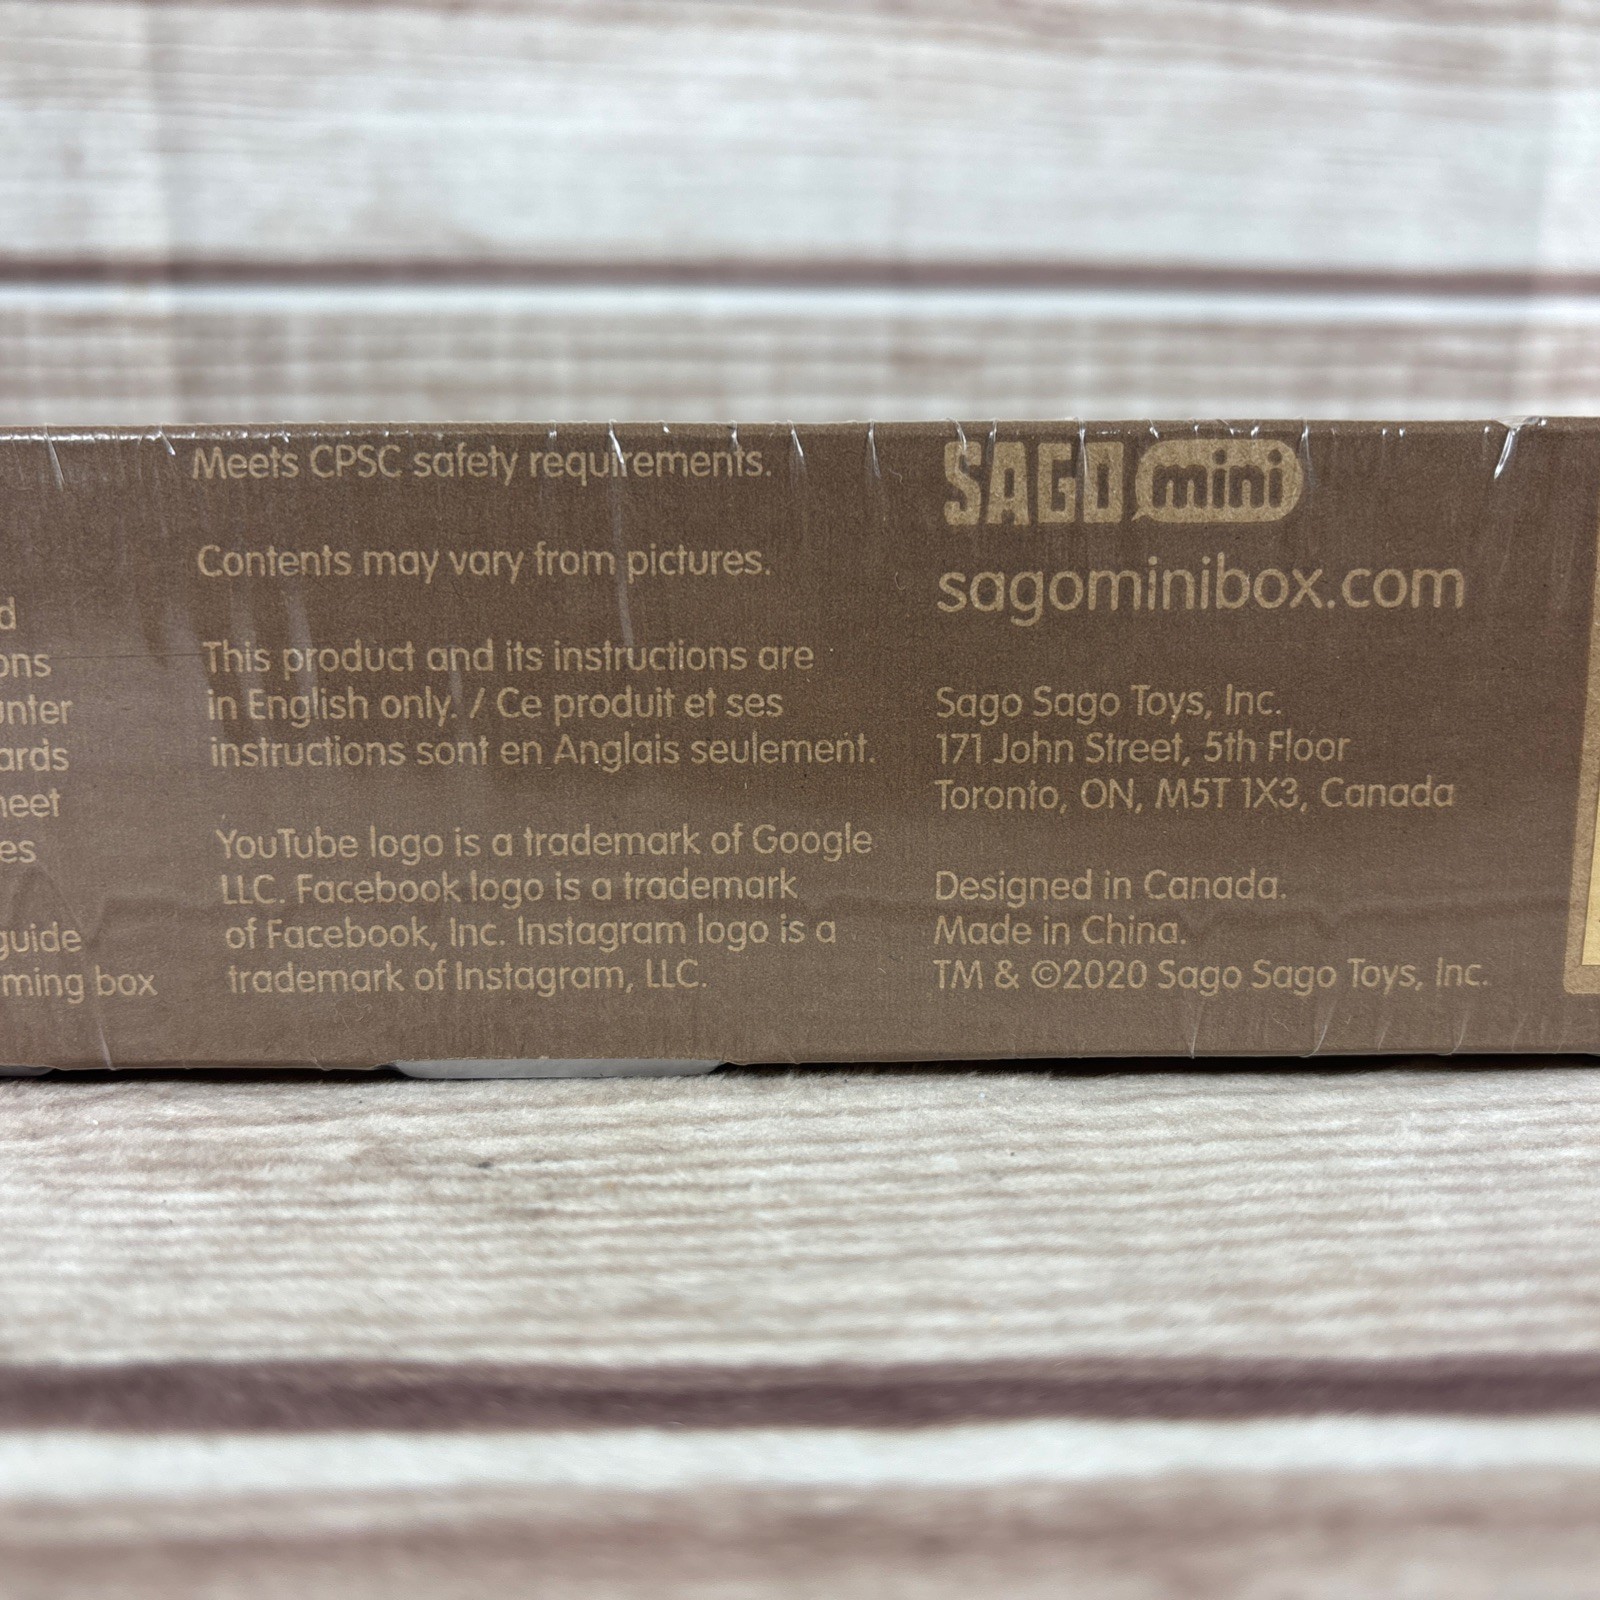 guide
box
Meets CPSC safety requirements.
Contents may vary from pictures.
This product and its instructions are
in English only. / Ce produit et ses
instructions sont en Anglais seulement.
YouTube logo is a trademark of Google
LLC. Facebook logo is a trademark
of Facebook, Inc. Instagram logo is a
trademark of Instagram, LLC.
SAGO mini
sagominibox.com
Sago Sago Toys, Inc.
171 John Street, 5th Floor
Toronto, ON, M5T 1X3, Canada
Designed in Canada.
Made in China.
TM & ©2020 Sago Sago Toys, Inc.